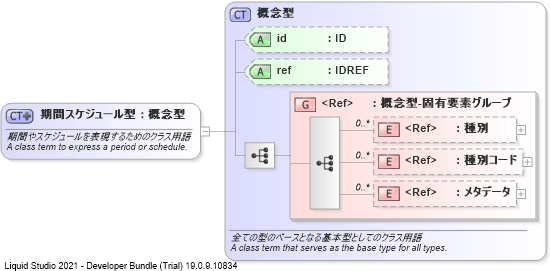 CT 概念型
A id : ID
A ref : IDREF
CT 期間スケジュール型 : 概念型
期間やスケジュールを表現するためのクラス用語
A class term to express a period or schedule.
G <Ref> : 概念型-固有要素グループ
0..*
E <Ref> : 種別
0..*
E <Ref> : 種別コード
0..*
E <Ref> : メタデータ
全ての型のベースとなる基本型としてのクラス用語
A class term that serves as the base type for all types.
Liquid Studio 2021 - Developer Bundle (Trial) 19.0.9.10834